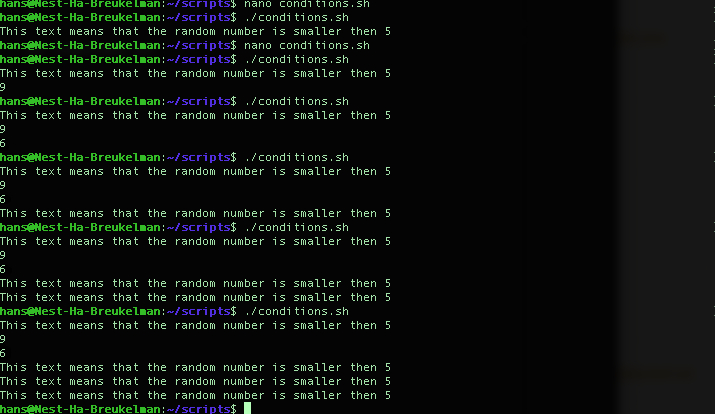 hans@Nest-Ha-Breukelman:~/scripts$ nano conditions.sh
hans@Nest-Ha-Breukelman:~/scripts$ ./conditions.sh
This text means that the random number is smaller then 5
hans@Nest-Ha-Breukelman:~/scripts$ nano conditions.sh
hans@Nest-Ha-Breukelman:~/scripts$ ./conditions.sh
This text means that the random number is smaller then 5
9
hans@Nest-Ha-Breukelman:~/scripts$ ./conditions.sh
This text means that the random number is smaller then 5
9
6
hans@Nest-Ha-Breukelman:~/scripts$ ./conditions.sh
This text means that the random number is smaller then 5
9
6
This text means that the random number is smaller then 5
hans@Nest-Ha-Breukelman:~/scripts$ ./conditions.sh
This text means that the random number is smaller then 5
9
6
This text means that the random number is smaller then 5
This text means that the random number is smaller then 5
hans@Nest-Ha-Breukelman:~/scripts$ ./conditions.sh
This text means that the random number is smaller then 5
9
6
This text means that the random number is smaller then 5
This text means that the random number is smaller then 5
This text means that the random number is smaller then 5
hans@Nest-Ha-Breukelman:~/scripts$